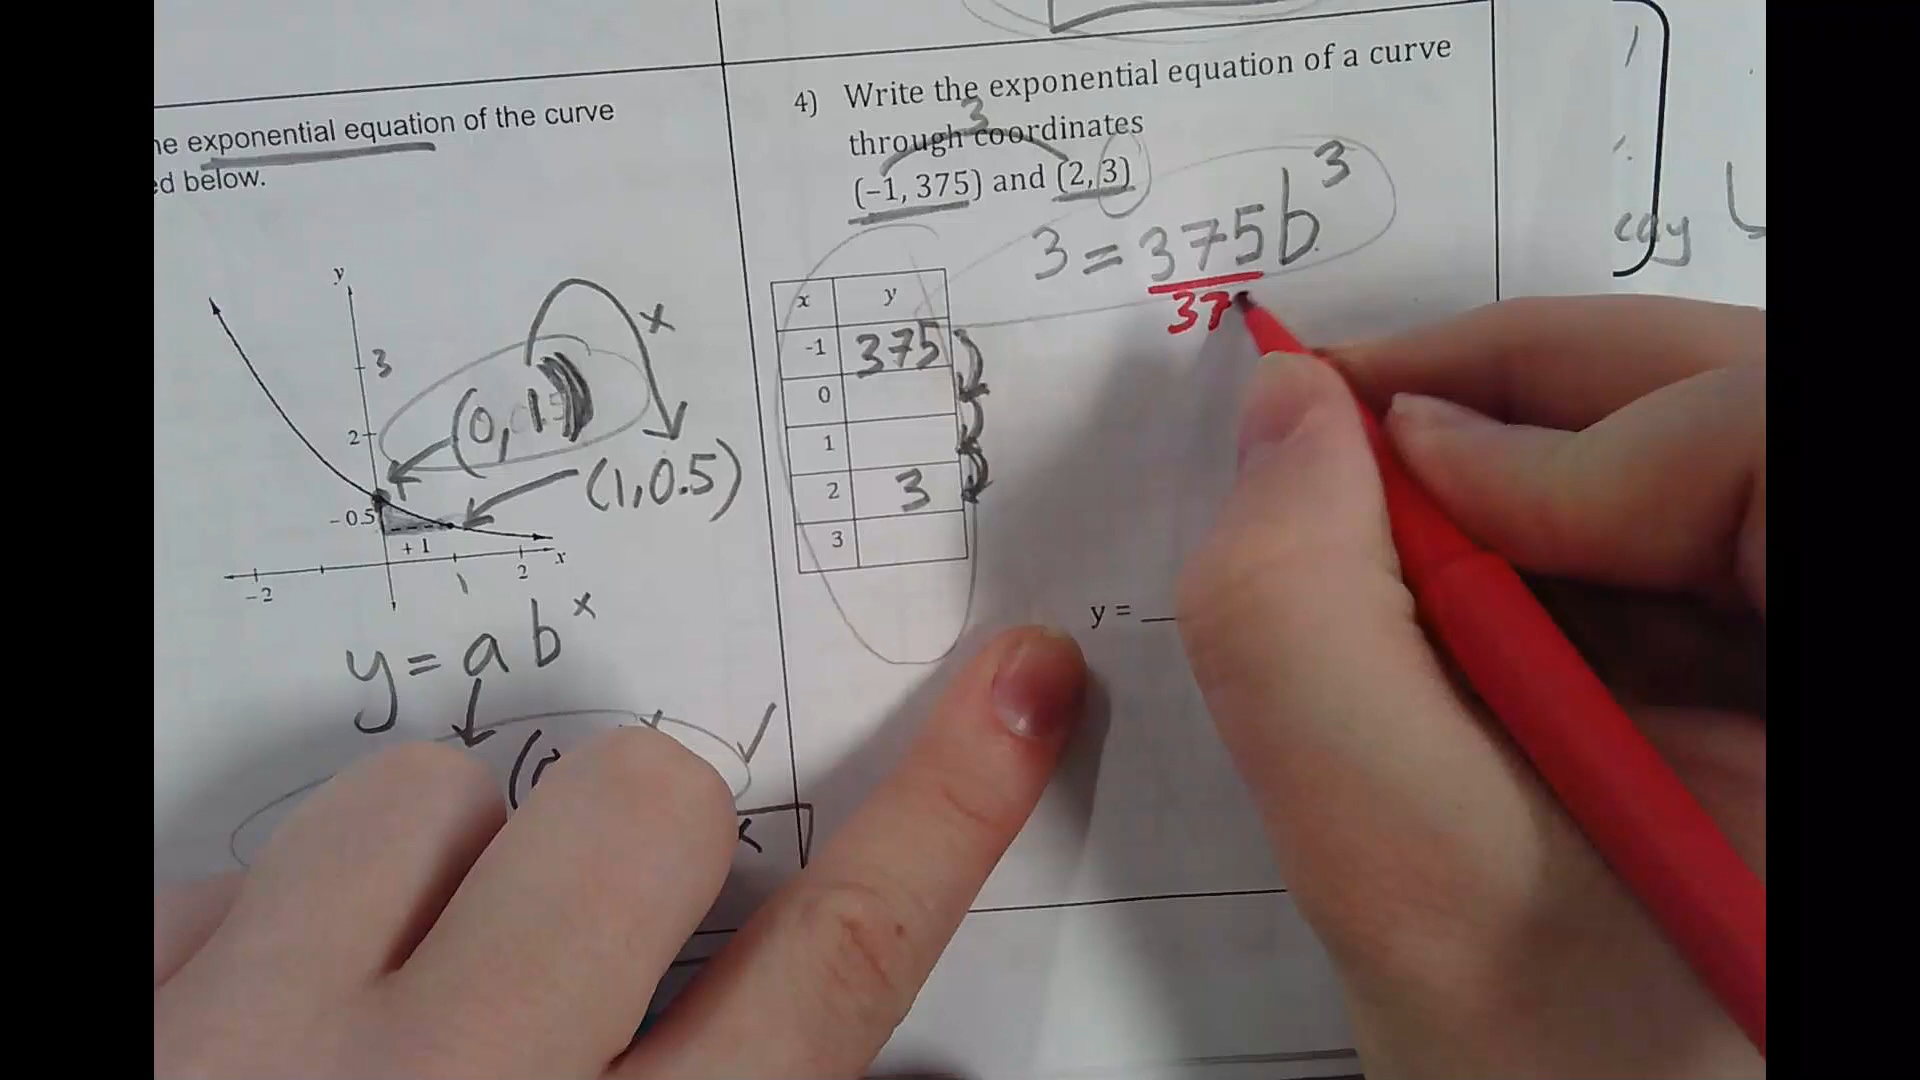 he exponential equation of the curve
ed below.
y
3
x
(0, 1)
2
(1, 0.5)
- 0.5
+ 1
x
-2
1
2
y = a b^x
4) Write the exponential equation of a curve
through coordinates
3
(-1, 375) and (2, 3)
3 = 375b^3
37
x y
-1 375
0
1
2 3
3
y = __